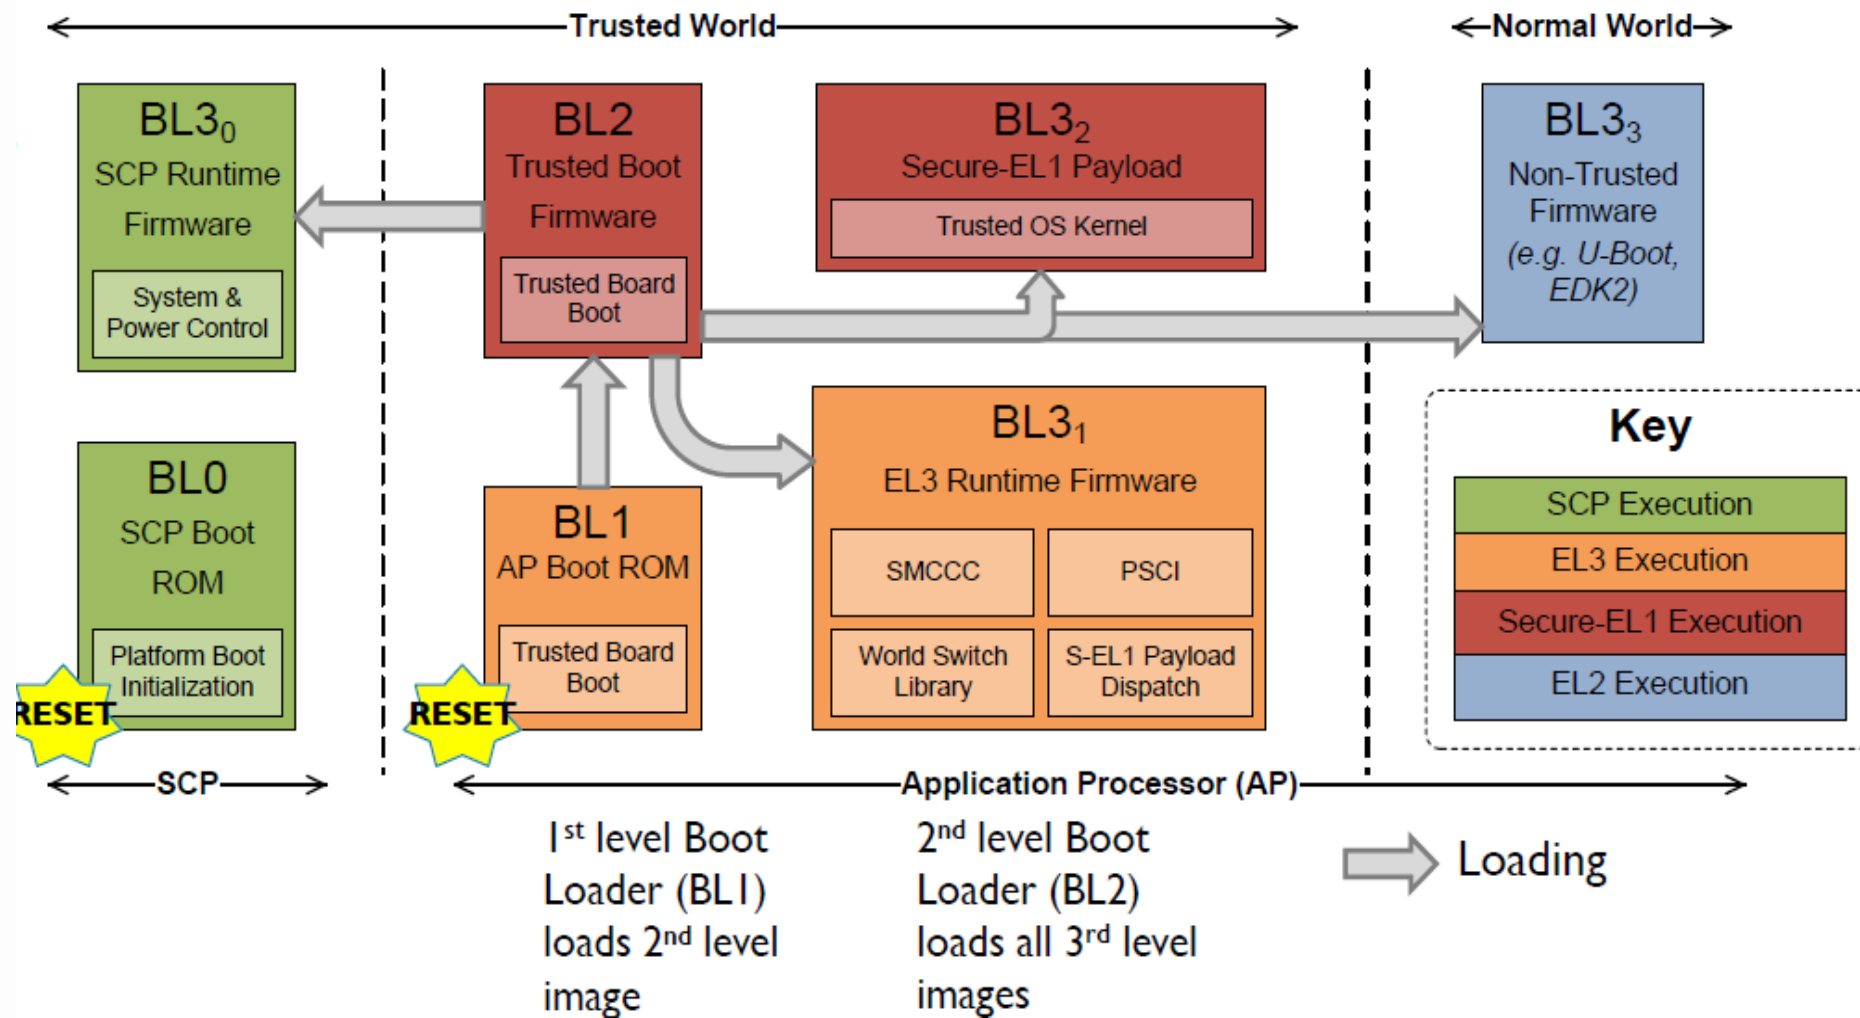 Trusted World
Normal World
BL3₀
SCP Runtime
Firmware
System &
Power Control
BL2
Trusted Boot
Firmware
Trusted Board
Boot
BL3₂
Secure-EL1 Payload
Trusted OS Kernel
BL3₃
Non-Trusted
Firmware
(e.g. U-Boot,
EDK2)
BL0
SCP Boot
ROM
Platform Boot
Initialization
RESET
BL1
AP Boot ROM
Trusted Board
Boot
RESET
BL3₁
EL3 Runtime Firmware
SMCCC
PSCI
World Switch
Library
S-EL1 Payload
Dispatch
Key
SCP Execution
EL3 Execution
Secure-EL1 Execution
EL2 Execution
SCP
Application Processor (AP)
1st level Boot
Loader (BL1)
loads 2nd level
image
2nd level Boot
Loader (BL2)
loads all 3rd level
images
Loading